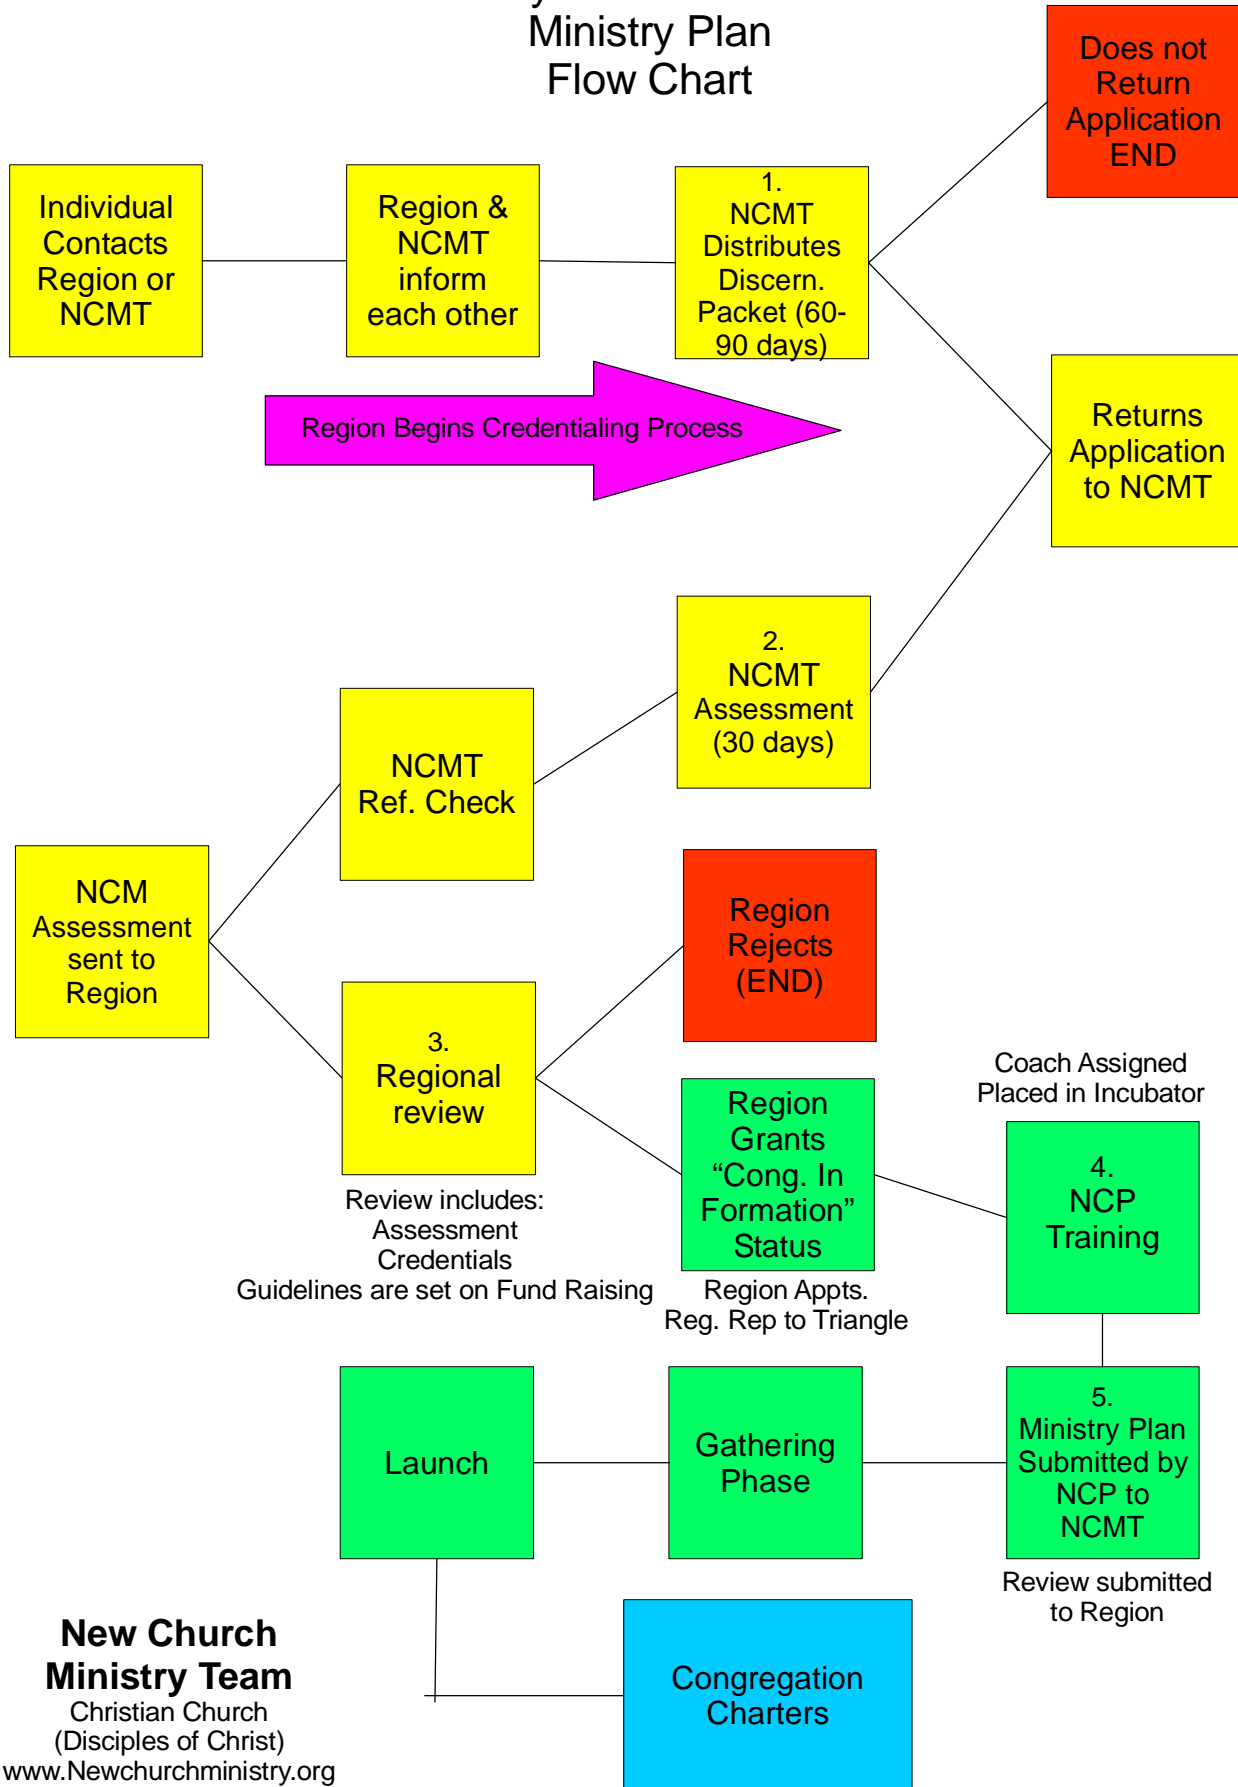 Ministry Plan
Flow Chart
Does not
Return
Application
END
Individual
Contacts
Region or
NCMT
Region &
NCMT
inform
each other
1.
NCMT
Distributes
Discern.
Packet (60-
90 days)
Region Begins Credentialing Process
Returns
Application
to NCMT
2.
NCMT
Assessment
(30 days)
NCMT
Ref. Check
NCM
Assessment
sent to
Region
Region
Rejects
(END)
3.
Regional
review
Review includes:
Assessment
Credentials
Guidelines are set on Fund Raising
Region
Grants
“Cong. In
Formation”
Status
Region Appts.
Reg. Rep to Triangle
Coach Assigned
Placed in Incubator
4.
NCP
Training
5.
Ministry Plan
Submitted by
NCP to
NCMT
Review submitted
to Region
Gathering
Phase
Launch
Congregation
Charters
New Church
Ministry Team
Christian Church
(Disciples of Christ)
www.Newchurchministry.org